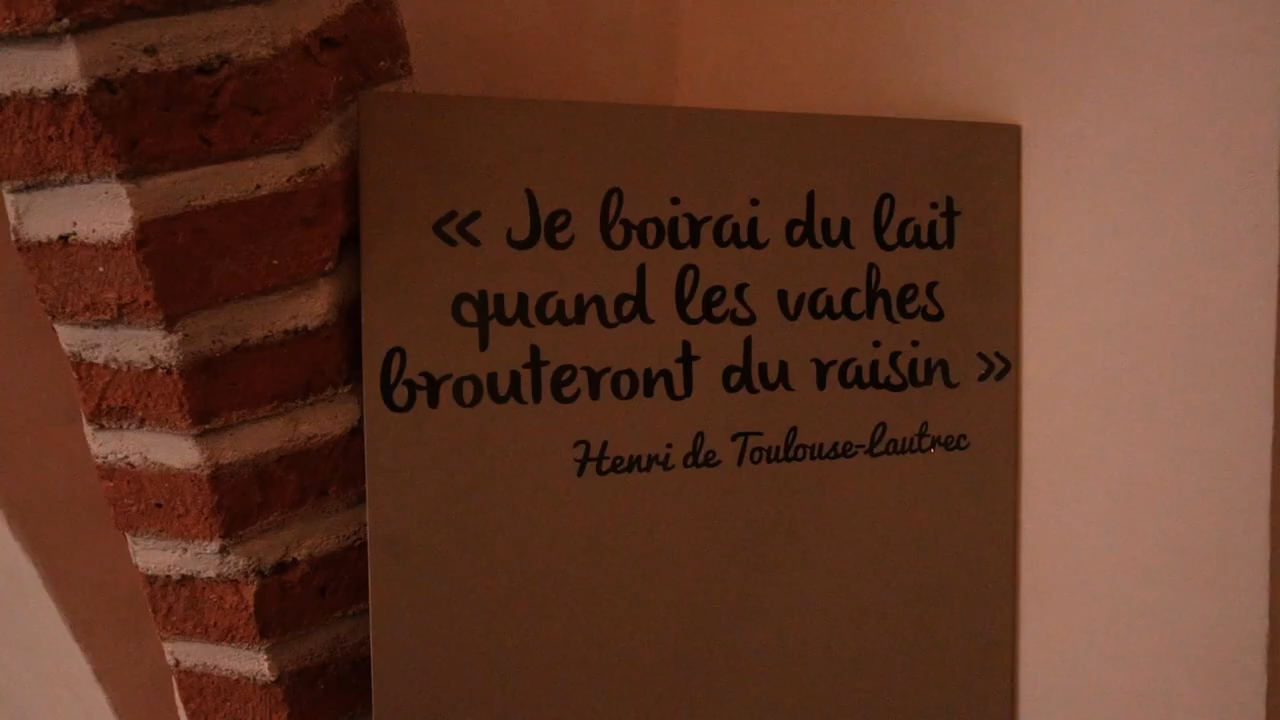 « Je boirai du lait
quand les vaches
brouteront du raisin »
Henri de Toulouse-Lautrec